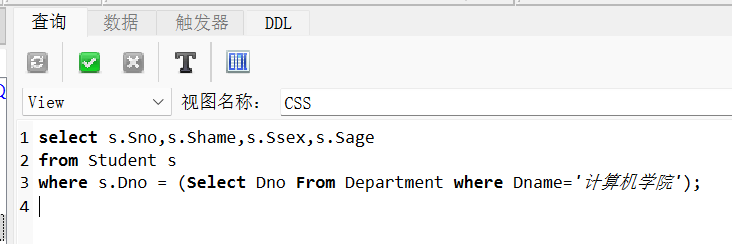 查询 数据 触发器 DDL
View 视图名称: CSS
1 select s.Sno,s.Shame,s.Ssex,s.Sage
2 from Student s
3 where s.Dno = (Select Dno From Department where Dname='计算机学院');
4